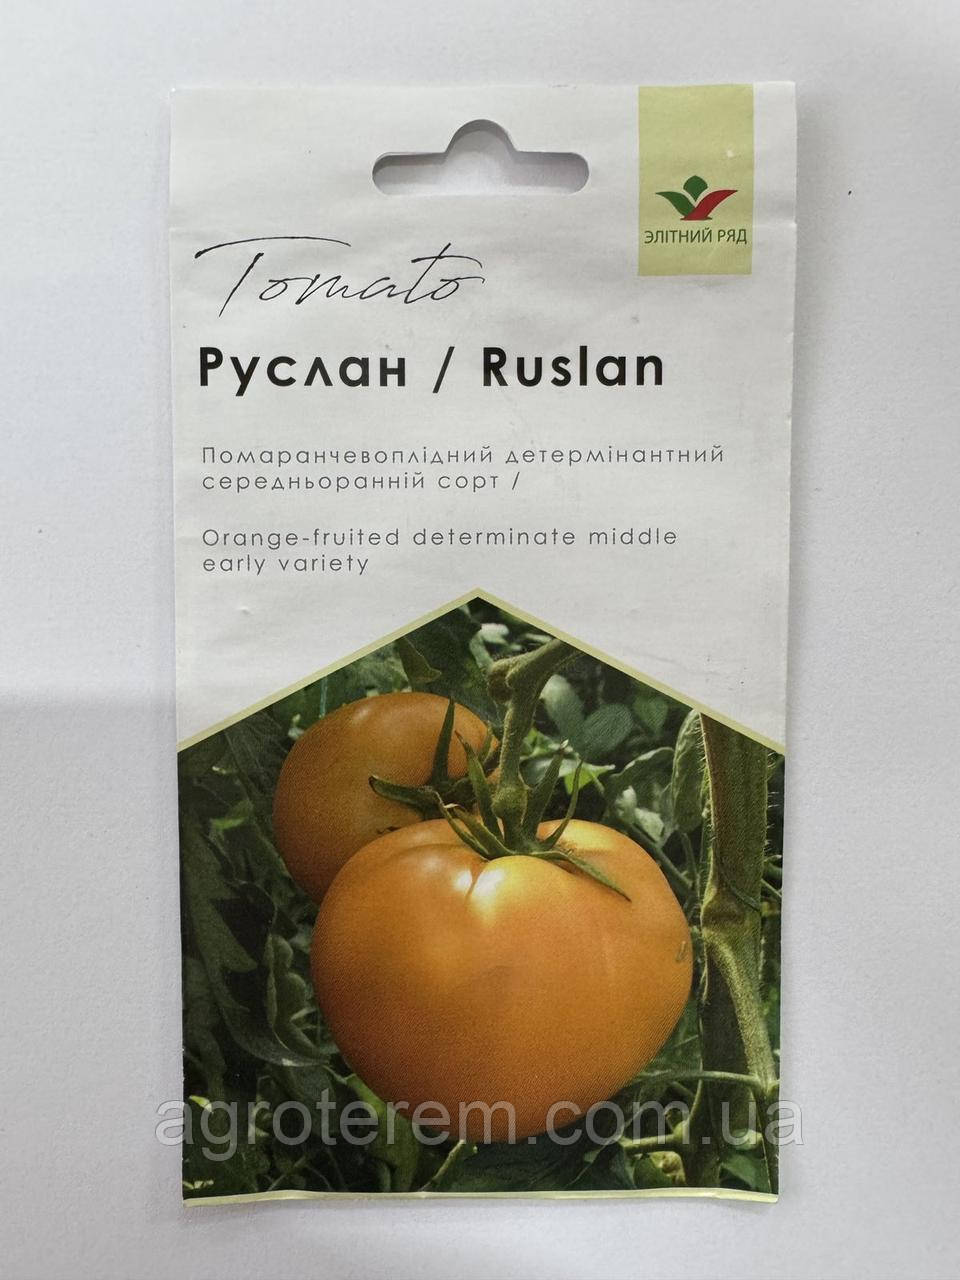 ЭЛІТНИЙ РЯД
Tomato
Руслан / Ruslan
Помаранчевоплідний детермінантний
середньоранній сорт /
Orange-fruited determinate middle
early variety
agroterem.com.ua